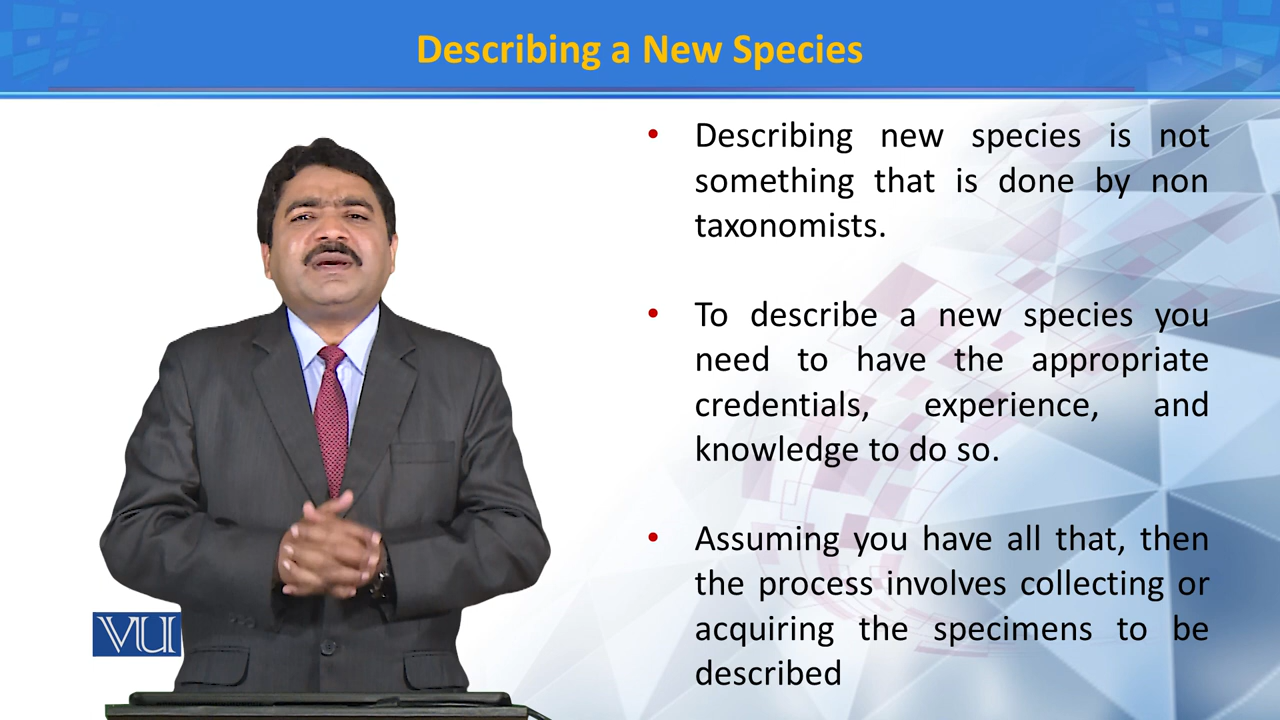 Describing a New Species
• Describing new species is not
something that is done by non
taxonomists.
• To describe a new species you
need to have the appropriate
credentials, experience, and
knowledge to do so.
• Assuming you have all that, then
the process involves collecting or
acquiring the specimens to be
described
VU